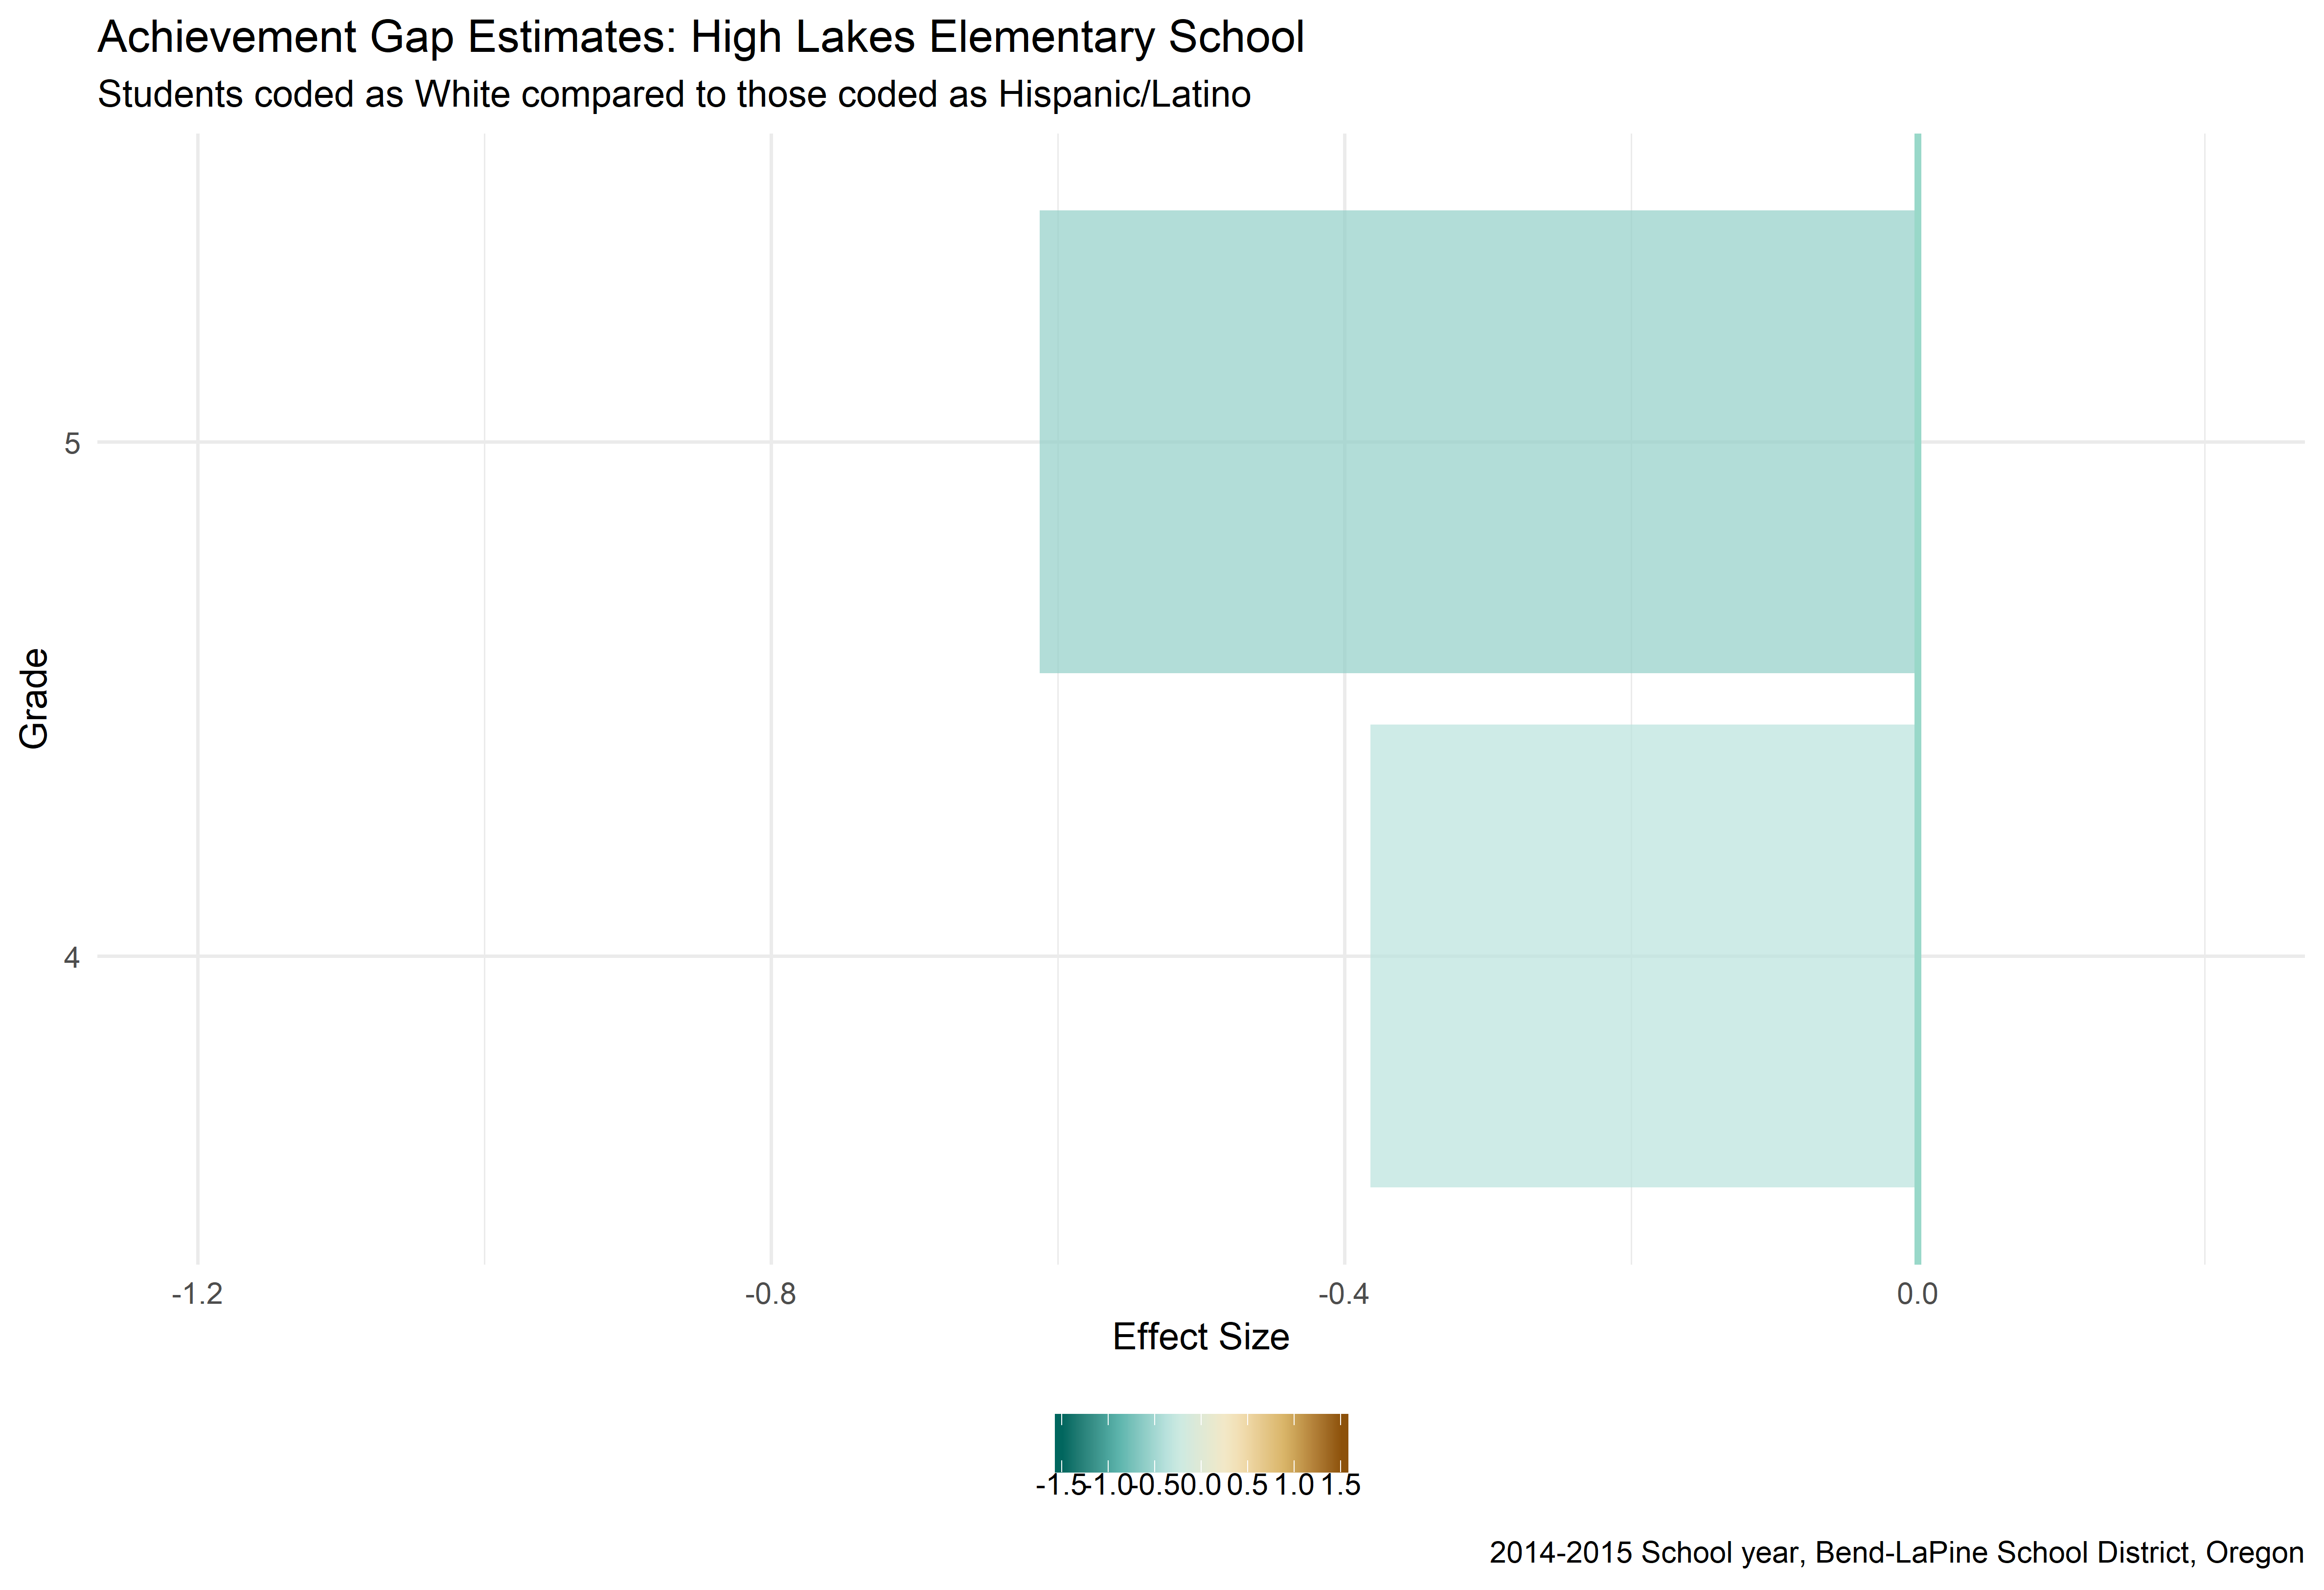 Achievement Gap Estimates: High Lakes Elementary School
Students coded as White compared to those coded as Hispanic/Latino
Grade
5
4
-1.2 -0.8 -0.4 0.0
Effect Size
-1.5 -1.0 -0.5 0.0 0.5 1.0 1.5
2014-2015 School year, Bend-LaPine School District, Oregon